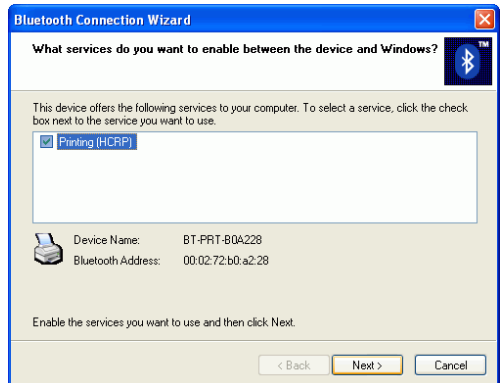 Bluetooth Connection Wizard
What services do you want to enable between the device and Windows?
TM
This device offers the following services to your computer. To select a service, click the check
box next to the service you want to use.
Printing (HCRP)
Device Name: BT-PRT-B0A228
Bluetooth Address: 00:02:72:b0:a2:28
Enable the services you want to use and then click Next.
< Back Next > Cancel